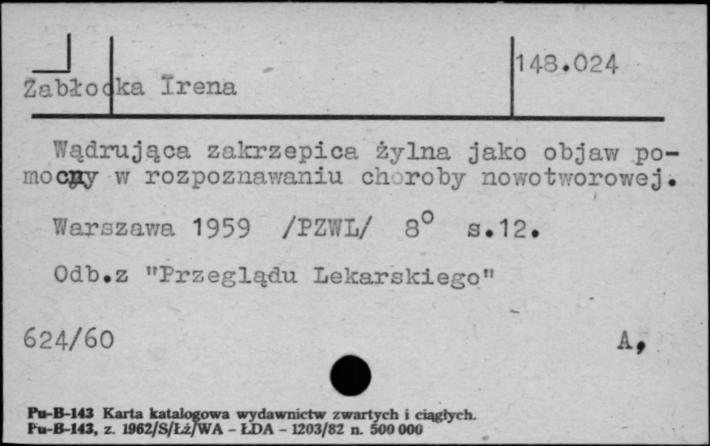 148.024
Zabłocka Irena
Wądrująca zakrzepica żylna jako objaw po-
mocny w rozpoznawaniu choroby nowotworowej.
Warszawa 1959 /PZWL/ 8° s.12.
Odb.z "Przeglądu Lekarskiego"
624/60 A,
Pu-B-143 Karta katalogowa wydawnictw zwartych i ciągłych.
Pu-B-143, z. 1962/S/Łż/WA - ŁDA - 1203/82 n. 500 000